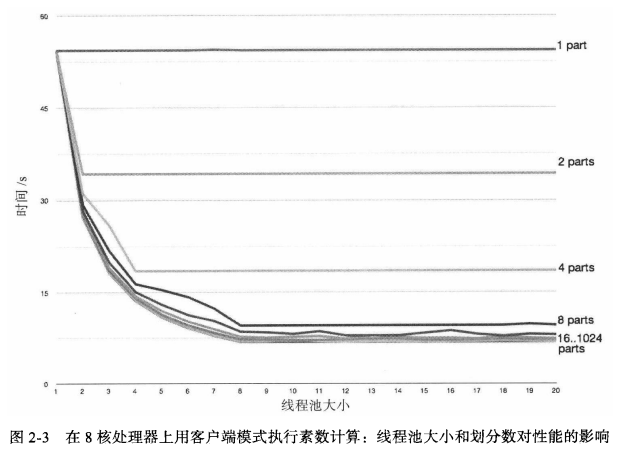 60
1 part
45
2 parts
时间/s
30
4 parts
15
8 parts
16..1024
parts
0
1 2 3 4 5 6 7 8 9 10 11 12 13 14 15 16 17 18 19 20
线程池大小
图 2-3 在 8 核处理器上用客户端模式执行素数计算：线程池大小和划分数对性能的影响